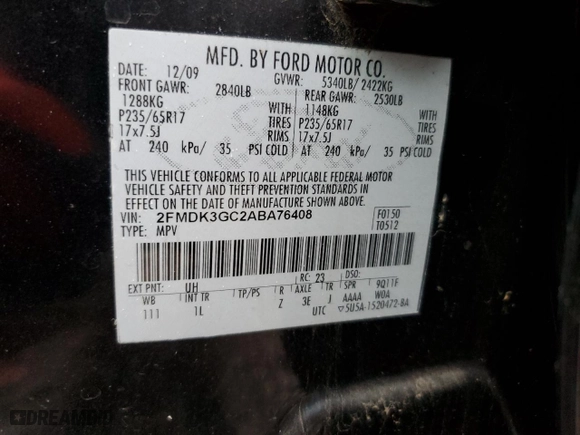 MFD. BY FORD MOTOR CO.
DATE: 12/09 GVWR: 5340LB/ 2422KG
FRONT GAWR: 2840LB REAR GAWR: 2530LB
1288KG WITH 1148KG WITH
P235/65R17 TIRES P235/65R17 TIRES
17x7.5J RIMS 17x7.5J RIMS
AT 240 kPa/ 35 PSI COLD AT 240 kPa/ 35 PSI COLD
THIS VEHICLE CONFORMS TO ALL APPLICABLE FEDERAL MOTOR
VEHICLE SAFETY AND THEFT PREVENTION STANDARDS IN
EFFECT ON THE DATE OF MANUFACTURE SHOWN ABOVE.
VIN: 2FMDK3GC2ABA76408 F0150
TYPE: MPV T0512
EXT PNT: UH RC: 23 DSO:
WB INT TR TP/PS R AXLE TR SPR 9Q11F
111 1L Z 3E J AAAA W0A
UTC ▽5U5A-1520472-BA
DREAMBID